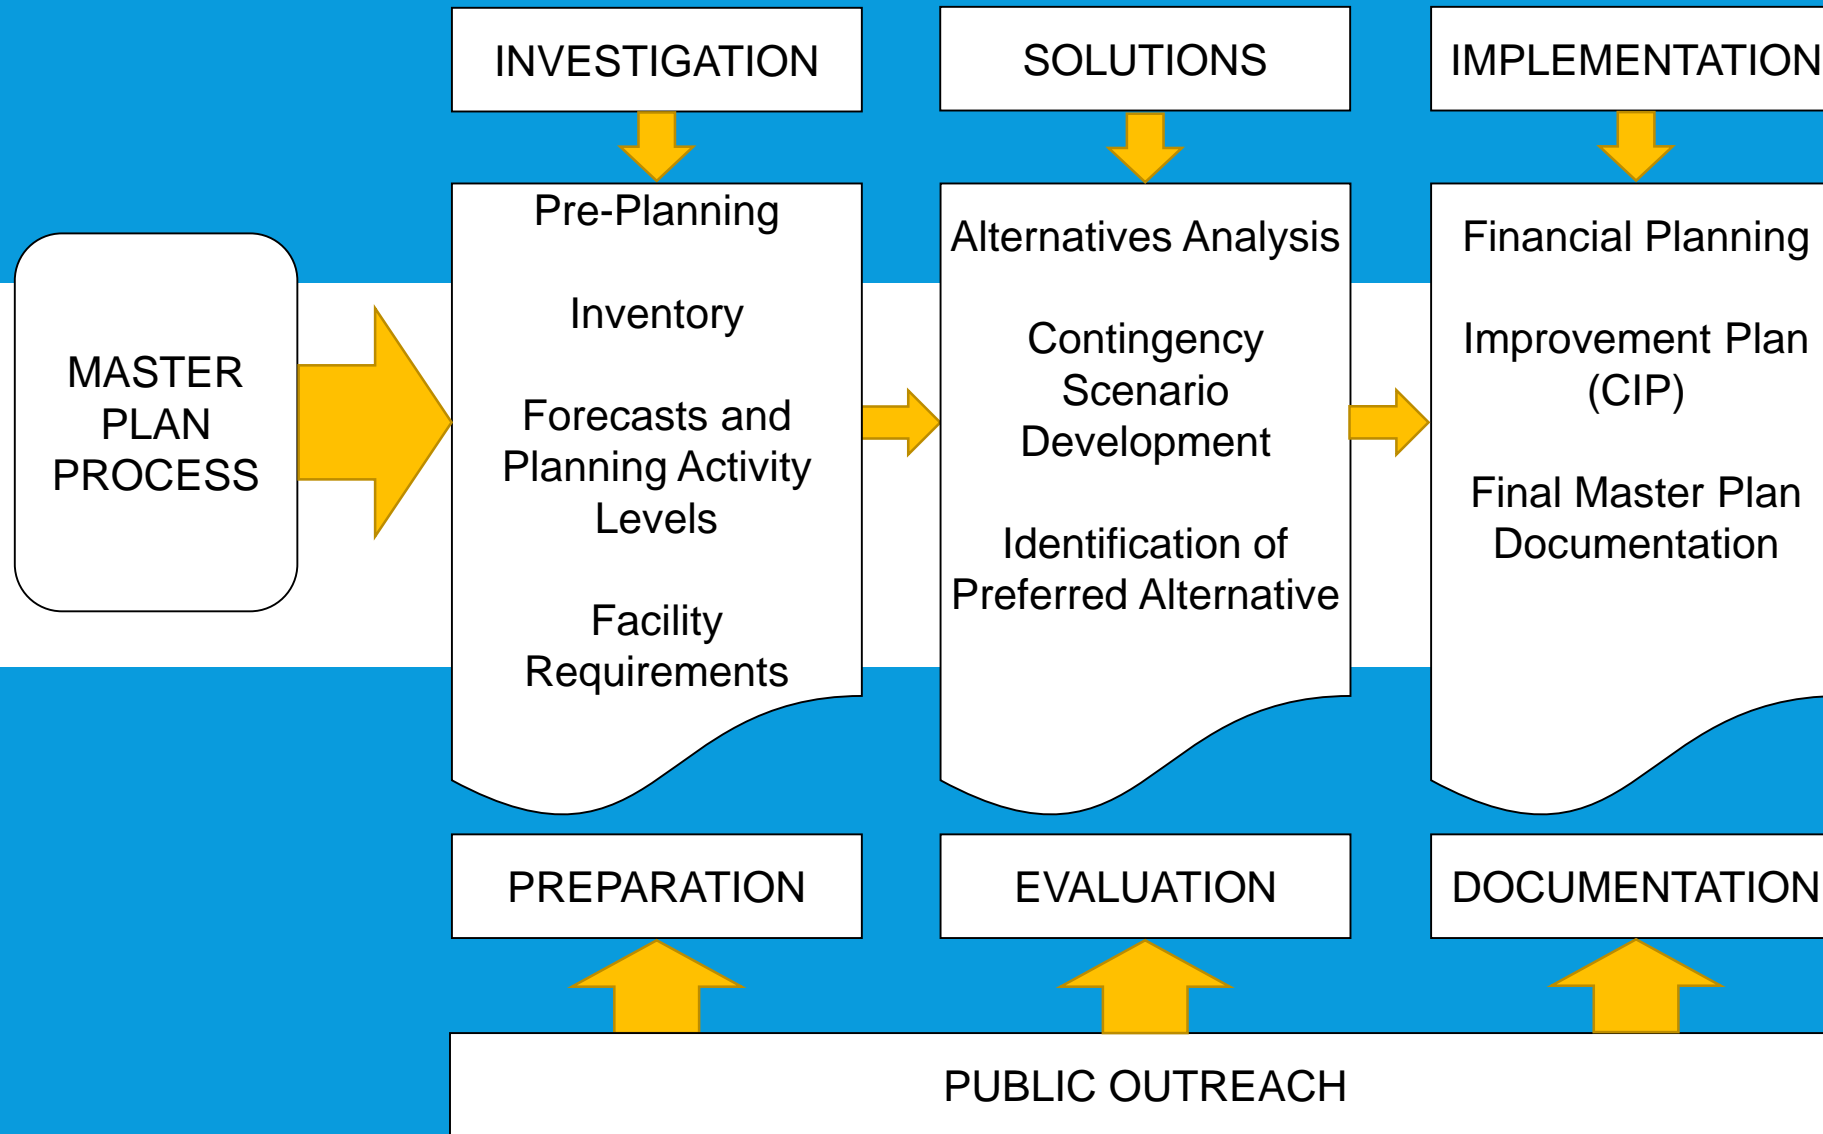 INVESTIGATION
SOLUTIONS
IMPLEMENTATION
MASTER
PLAN
PROCESS
Pre-Planning
Inventory
Forecasts and
Planning Activity
Levels
Facility
Requirements
Alternatives Analysis
Contingency
Scenario
Development
Identification of
Preferred Alternative
Financial Planning
Improvement Plan
(CIP)
Final Master Plan
Documentation
PREPARATION
EVALUATION
DOCUMENTATION
PUBLIC OUTREACH